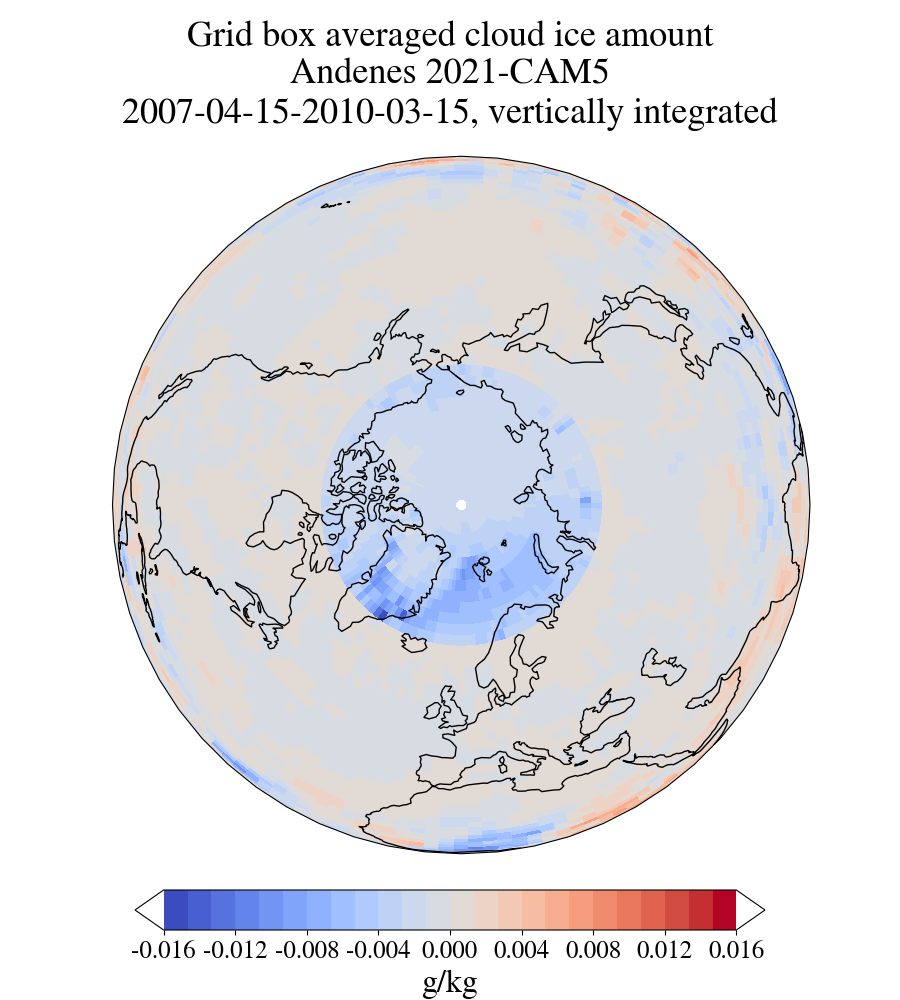 Grid box averaged cloud ice amount
Andenes 2021-CAM5
2007-04-15-2010-03-15, vertically integrated
-0.016 -0.012 -0.008 -0.004 0.000 0.004 0.008 0.012 0.016
g/kg